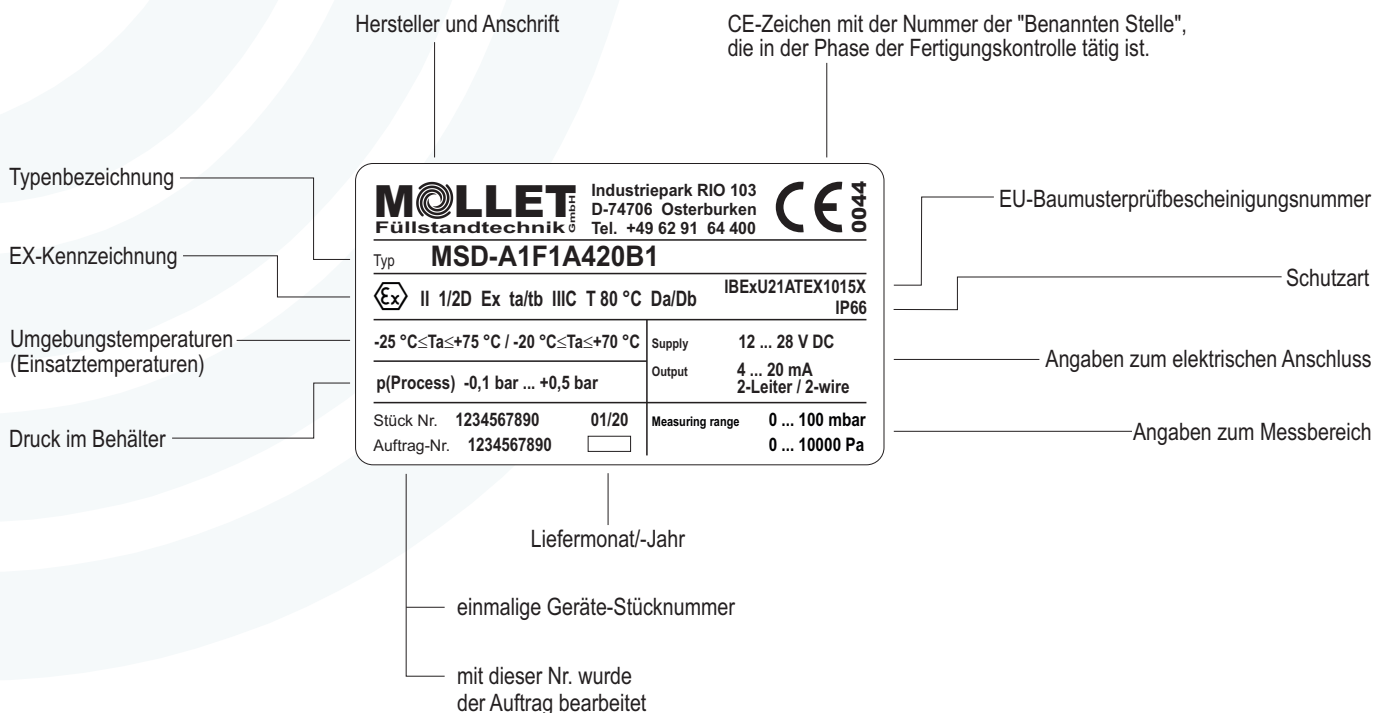 Hersteller und Anschrift
CE-Zeichen mit der Nummer der "Benannten Stelle",
die in der Phase der Fertigungskontrolle tätig ist.
Typenbezeichnung
EX-Kennzeichnung
Umgebungstemperaturen
(Einsatztemperaturen)
Druck im Behälter
MOLLET GmbH
Füllstandtechnik
Industriepark RIO 103
D-74706 Osterburken
Tel. +49 62 91 64 400
CE 0044
Typ MSD-A1F1A420B1
Ex II 1/2D Ex ta/tb IIIC T 80 °C Da/Db
IBExU21ATEX1015X
IP66
-25 °C≤Ta≤+75 °C / -20 °C≤Ta≤+70 °C
p(Process) -0,1 bar ... +0,5 bar
Supply 12 ... 28 V DC
Output 4 ... 20 mA
2-Leiter / 2-wire
Stück Nr. 1234567890 01/20
Auftrag-Nr. 1234567890
Measuring range 0 ... 100 mbar
0 ... 10000 Pa
EU-Baumusterprüfbescheinigungsnummer
Schutzart
Angaben zum elektrischen Anschluss
Angaben zum Messbereich
Liefermonat/-Jahr
einmalige Geräte-Stücknummer
mit dieser Nr. wurde
der Auftrag bearbeitet